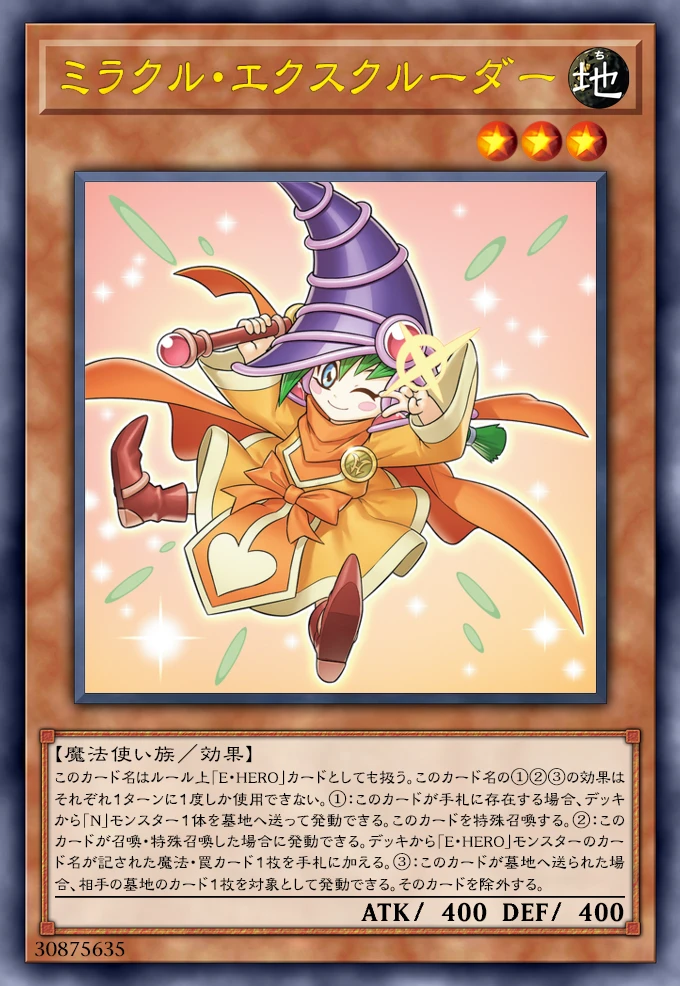 ミラクル・エクスクルーダー
ち
地
【魔法使い族／効果】
このカード名はルール上「E・HERO」カードとしても扱う。このカード名の①②③の効果は
それぞれ1ターンに1度しか使用できない。①：このカードが手札に存在する場合、デッキ
から「N」モンスター1体を墓地へ送って発動できる。このカードを特殊召喚する。②：この
カードが召喚・特殊召喚した場合に発動できる。デッキから「E・HERO」モンスターのカー
ド名が記された魔法・罠カード1枚を手札に加える。③：このカードが墓地へ送られた場
合、相手の墓地のカード1枚を対象として発動できる。そのカードを除外する。
ATK/ 400 DEF/ 400
30875635